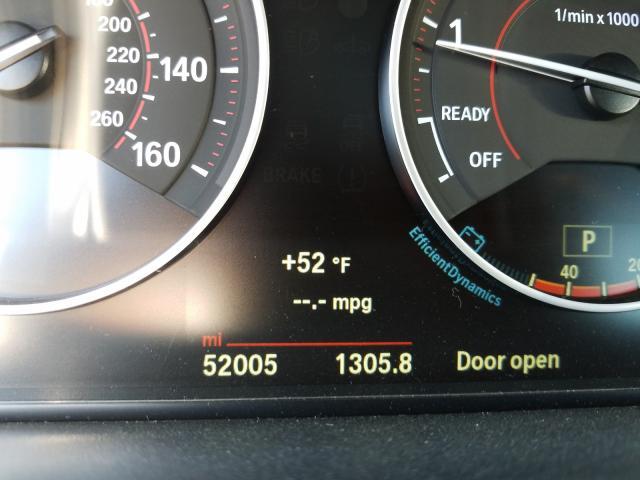 200
220
240
260
140
160
1
1/min x 1000
READY
OFF
BRAKE
P
EfficientDynamics
40
+52 °F
--.- mpg
mi
52005 1305.8 Door open